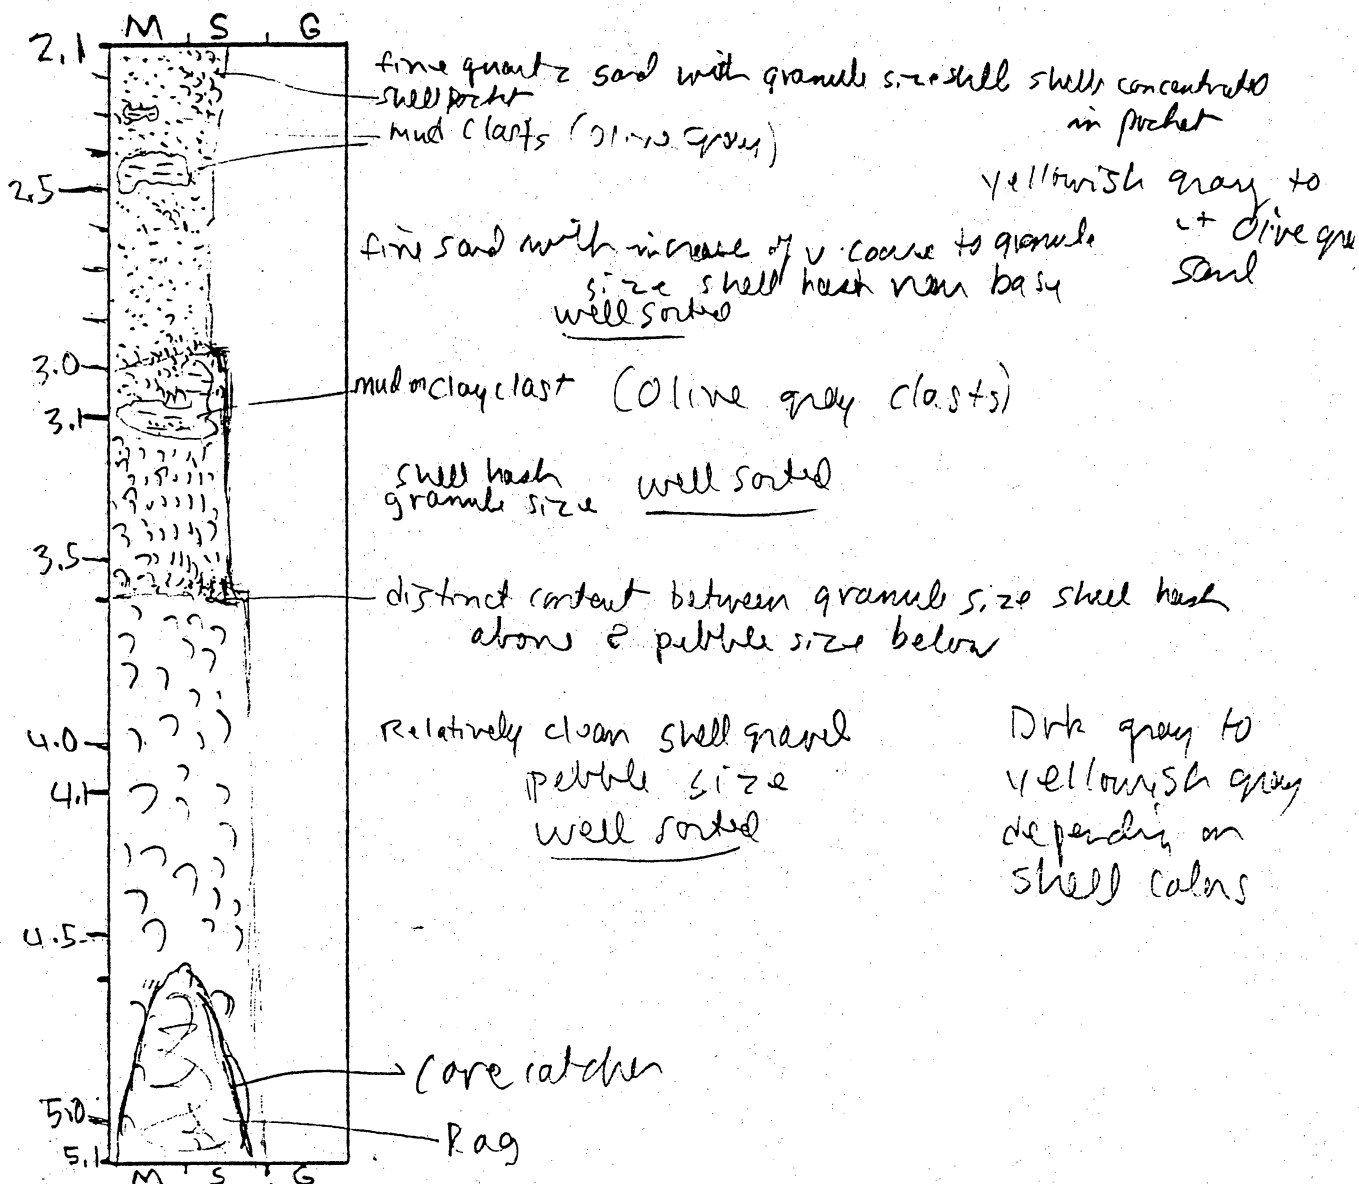 M S G
2.1
fine quartz sand with granule size shell shells concentrated
in pocket
shell pocket
mud clasts (olive gray)
2.5
yellowish gray to
lt olive gra
sand
fine sand with increase of v. coarse to granule
size shell hash near base
well sorted
3.0
mud or clay clast (Olive gray clasts)
3.1
shell hash
granule size well sorted
3.5
distinct contact between granule size shell hash
above & pebble size below
Relatively clean shell gravel
pebble size
well sorted
Drk gray to
yellowish gray
depending on
shell colors
4.0
4.1
4.5
Core catcher
5.0
Rag
5.1
M S G